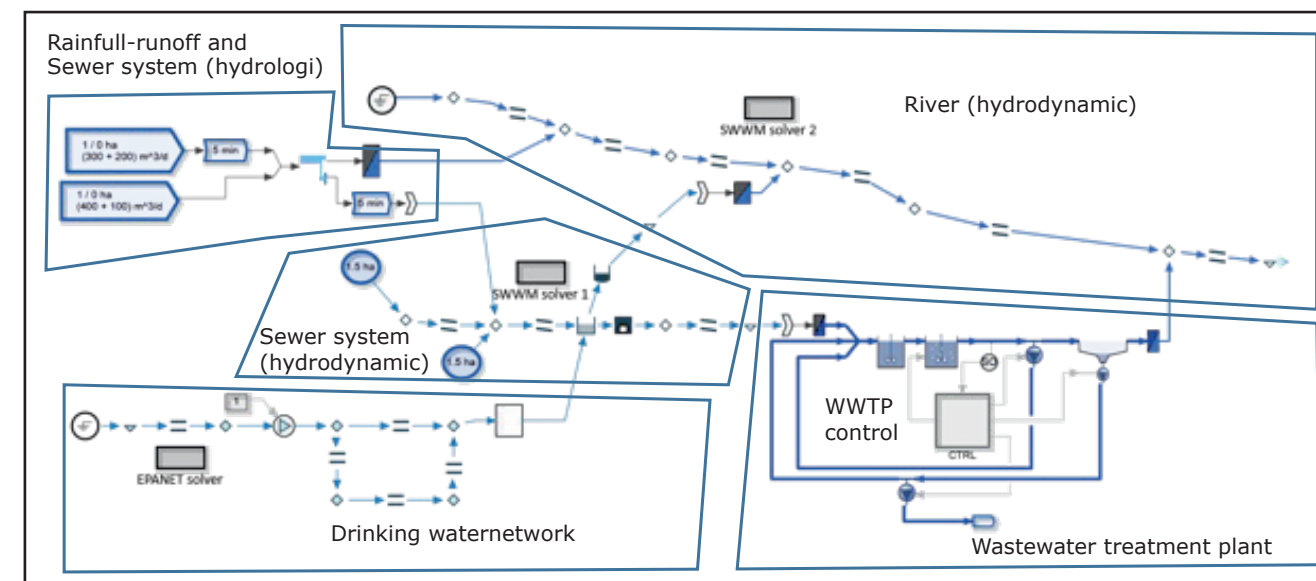 Rainfull-runoff and
Sewer system (hydrologi)
River (hydrodynamic)
SWWM solver 2
1 / 0 ha
(300 + 200) m^3/d
5 min
1 / 0 ha
(400 + 100) m^3/d
5 min
1.5 ha
SWWM solver 1
Sewer system
(hydrodynamic)
1.5 ha
1
EPANET solver
Drinking waternetwork
WWTP
control
CTRL
Wastewater treatment plant